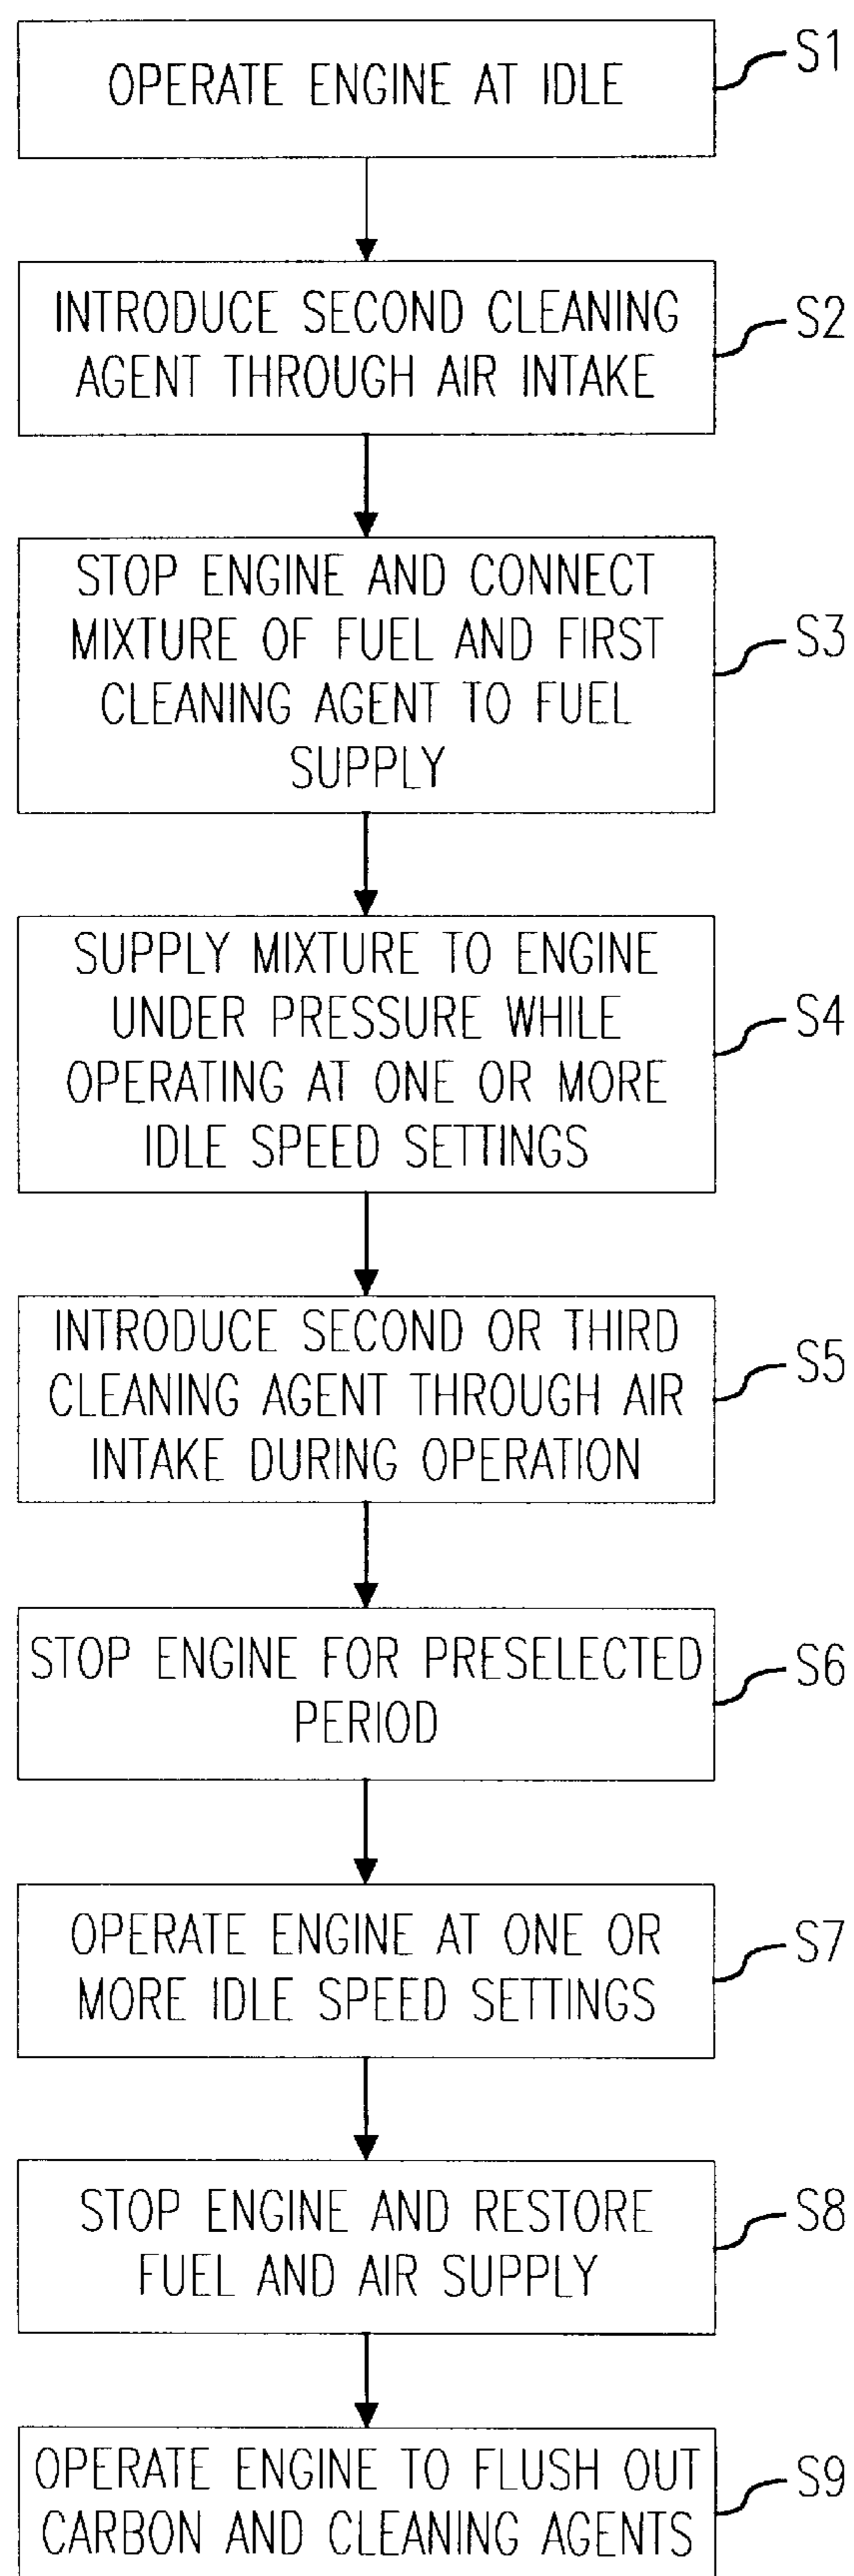 OPERATE ENGINE AT IDLE
S1
INTRODUCE SECOND CLEANING
AGENT THROUGH AIR INTAKE
S2
STOP ENGINE AND CONNECT
MIXTURE OF FUEL AND FIRST
CLEANING AGENT TO FUEL
SUPPLY
S3
SUPPLY MIXTURE TO ENGINE
UNDER PRESSURE WHILE
OPERATING AT ONE OR MORE
IDLE SPEED SETTINGS
S4
INTRODUCE SECOND OR THIRD
CLEANING AGENT THROUGH AIR
INTAKE DURING OPERATION
S5
STOP ENGINE FOR PRESELECTED
PERIOD
S6
OPERATE ENGINE AT ONE OR
MORE IDLE SPEED SETTINGS
S7
STOP ENGINE AND RESTORE
FUEL AND AIR SUPPLY
S8
OPERATE ENGINE TO FLUSH OUT
CARBON AND CLEANING AGENTS
S9